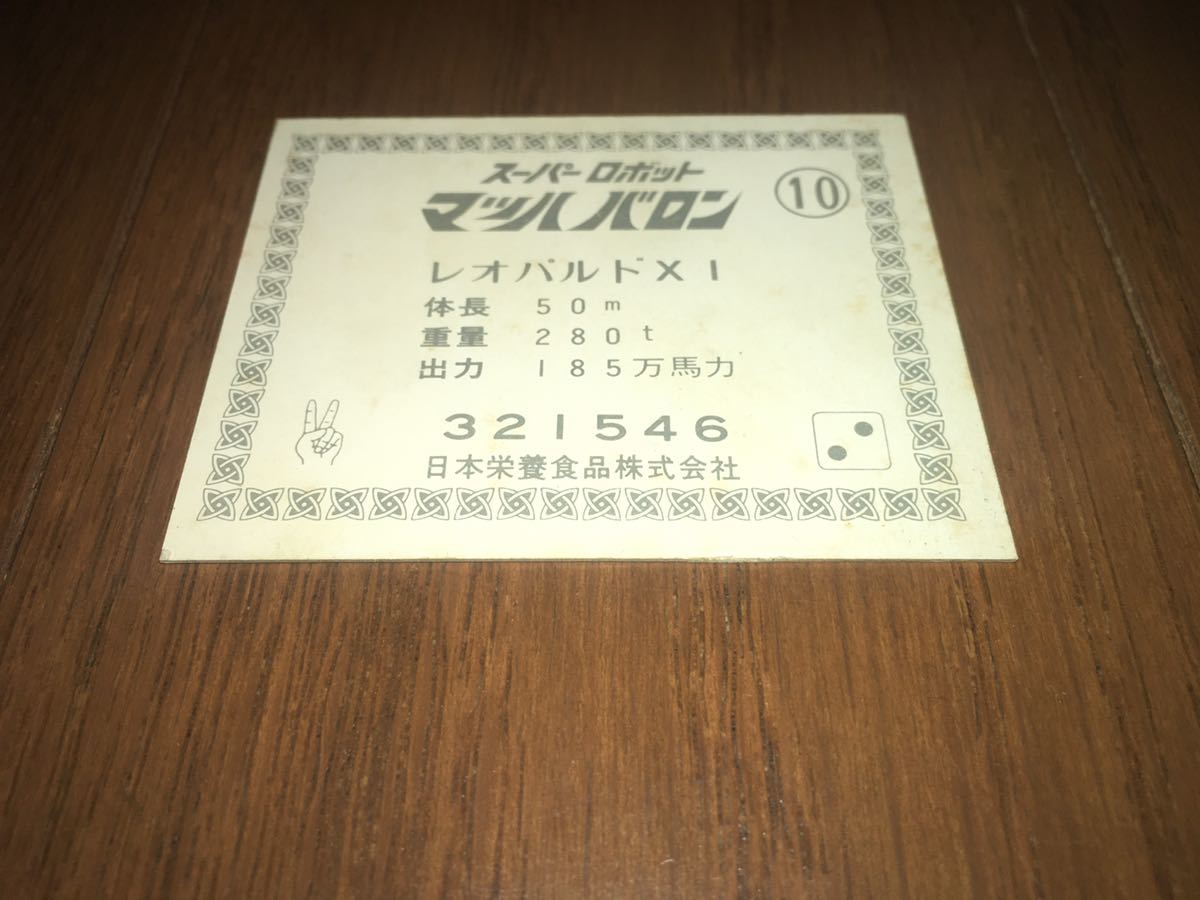 スーパーロボット
マッハバロン
10
レオパルドXI
体長 50m
重量 280t
出力 185万馬力
321546
日本栄養食品株式会社